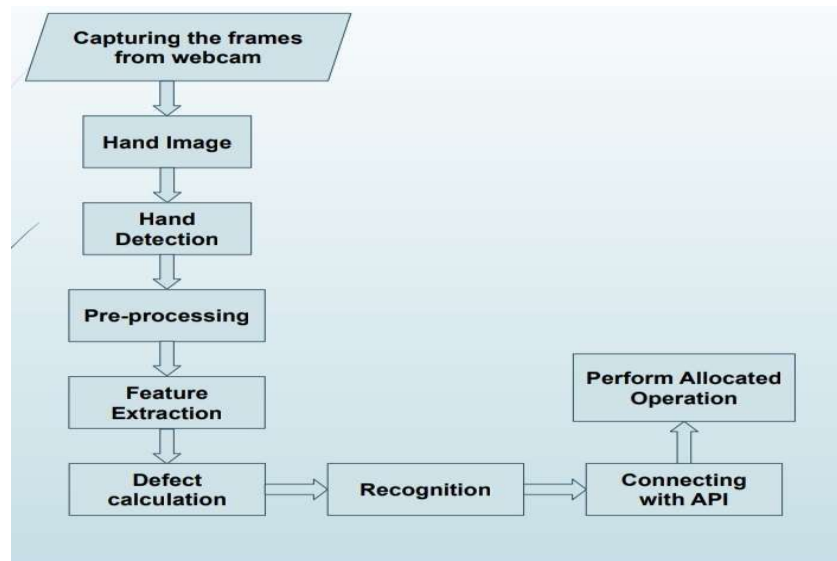 Capturing the frames
from webcam
Hand Image
Hand
Detection
Pre-processing
Feature
Extraction
Defect
calculation
Recognition
Connecting
with API
Perform Allocated
Operation